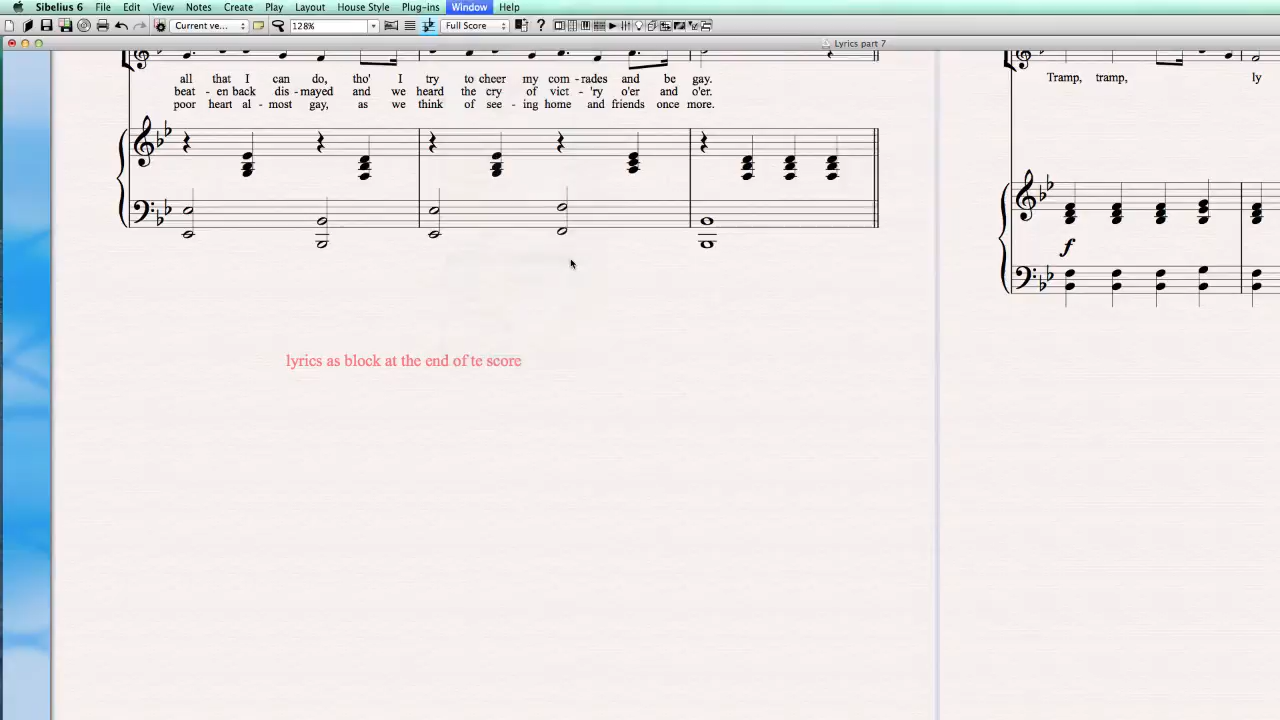 Sibelius 6 File Edit View Notes Create Play Layout House Style Plug-ins Window Help
Current ve... 128% Full Score
Lyrics part 7
all that I can do, tho' I try to cheer my com - rades and be gay.
beat - en back dis - mayed and we heard the cry of vict - 'ry o'er and o'er.
poor heart al - most gay, as we think of see - ing home and friends once more.
Tramp, tramp, ly
f
lyrics as block at the end of te score